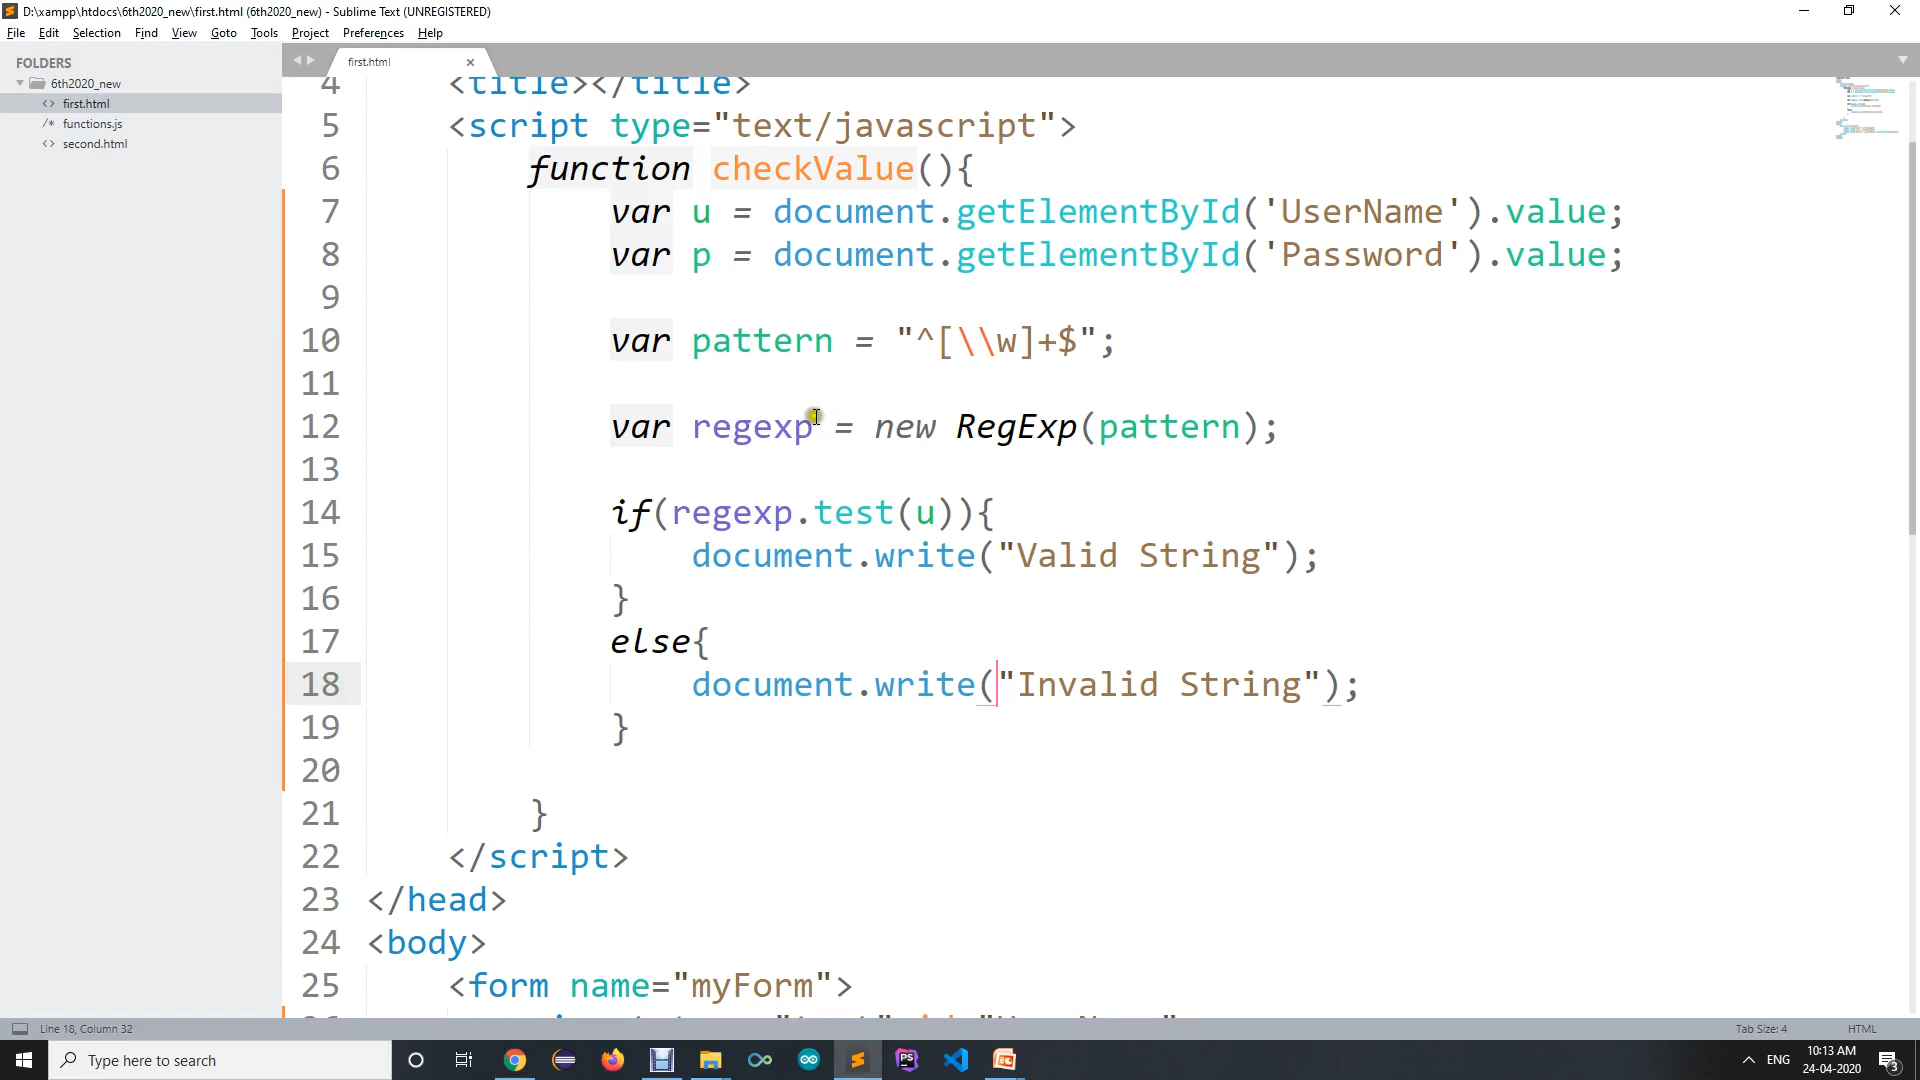 D:\xampp\htdocs\6th2020_new\first.html (6th2020_new) - Sublime Text (UNREGISTERED)
File Edit Selection Find View Goto Tools Project Preferences Help
FOLDERS
6th2020_new
first.html
functions.js
second.html
first.html
4 <title></title>
5 <script type="text/javascript">
6 function checkValue(){
7 var u = document.getElementById('UserName').value;
8 var p = document.getElementById('Password').value;
9
10 var pattern = "^[\\w]+$";
11
12 var regexp = new RegExp(pattern);
13
14 if(regexp.test(u)){
15 document.write("Valid String");
16 }
17 else{
18 document.write("Invalid String");
19 }
20
21 }
22 </script>
23 </head>
24 <body>
25 <form name="myForm">
Line 18, Column 32
Tab Size: 4
HTML
Type here to search
PS
ENG
10:13 AM
24-04-2020
3